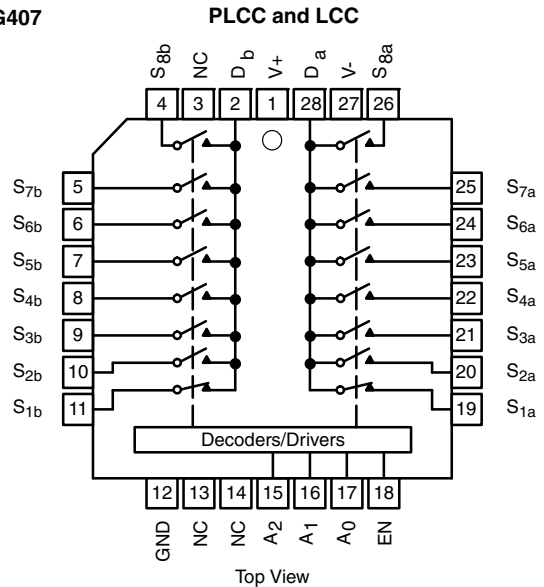 G407
PLCC and LCC
S8b NC Db V+ Da V- S8a
4 3 2 1 28 27 26
S7b 5 25 S7a
S6b 6 24 S6a
S5b 7 23 S5a
S4b 8 22 S4a
S3b 9 21 S3a
S2b 10 20 S2a
S1b 11 19 S1a
Decoders/Drivers
12 13 14 15 16 17 18
GND NC NC A2 A1 A0 EN
Top View